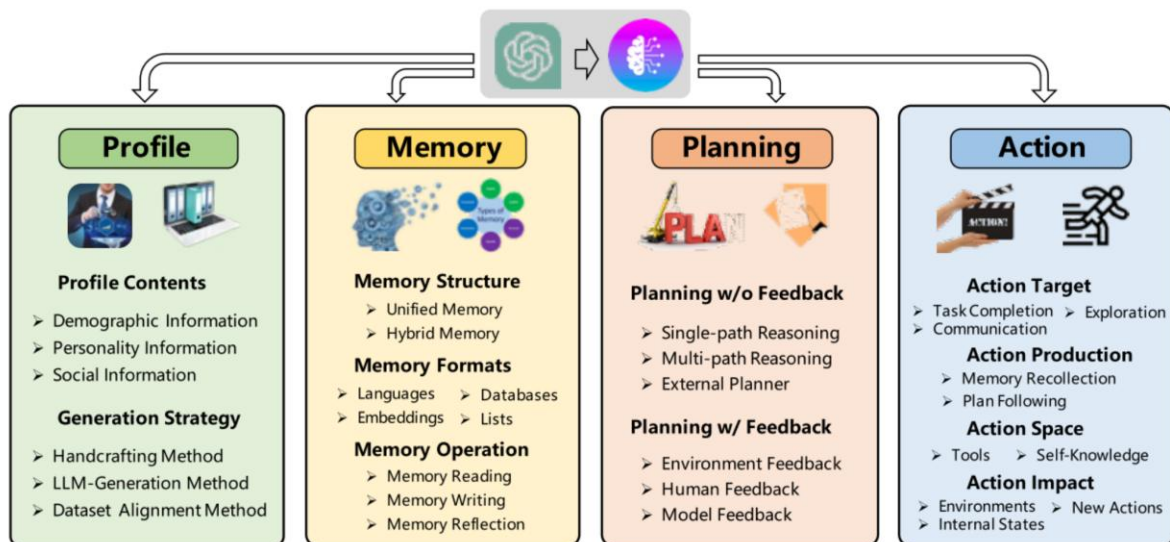 Profile
Profile Contents
Demographic Information
Personality Information
Social Information
Generation Strategy
Handcrafting Method
LLM-Generation Method
Dataset Alignment Method
Memory
Types of
Memory
Memory Structure
Unified Memory
Hybrid Memory
Memory Formats
Languages Databases
Embeddings Lists
Memory Operation
Memory Reading
Memory Writing
Memory Reflection
Planning
PLAN
Planning w/o Feedback
Single-path Reasoning
Multi-path Reasoning
External Planner
Planning w/ Feedback
Environment Feedback
Human Feedback
Model Feedback
Action
ACTION!
Action Target
Task Completion Exploration
Communication
Action Production
Memory Recollection
Plan Following
Action Space
Tools Self-Knowledge
Action Impact
Environments New Actions
Internal States